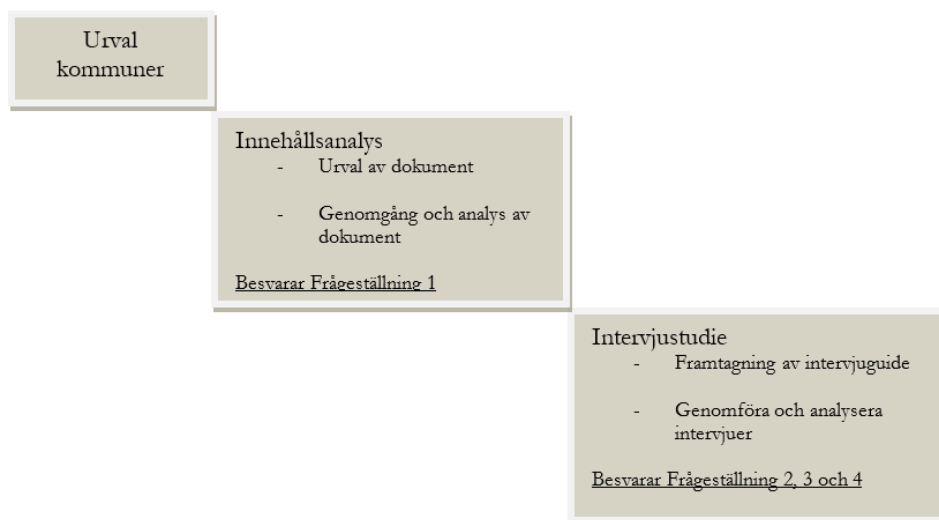 Urval
kommuner
Innehållsanalys
- Urval av dokument
- Genomgång och analys av
dokument
Besvarar Frågeställning 1
Intervjustudie
- Framtagning av intervjuguide
- Genomföra och analysera
intervjuer
Besvarar Frågeställning 2, 3 och 4